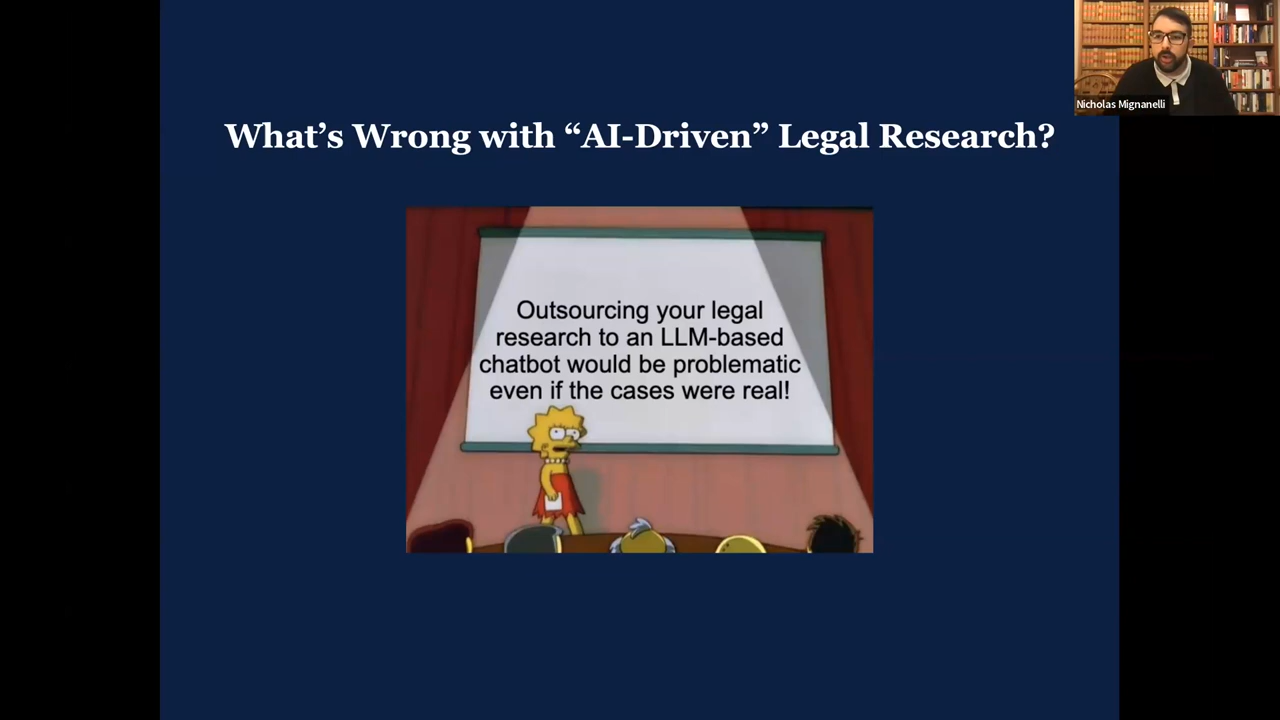 What’s Wrong with “AI-Driven” Legal Research?
Nicholas Mignanelli
Outsourcing your legal
research to an LLM-based
chatbot would be problematic
even if the cases were real!